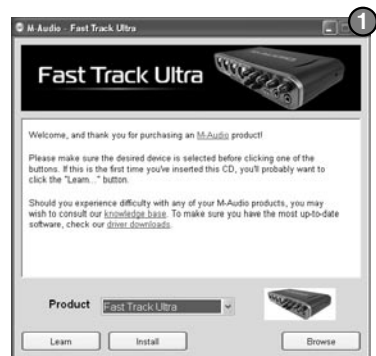 M-Audio - Fast Track Ultra
1
Fast Track Ultra
Welcome, and thank you for purchasing an M-Audio product!
Please make sure the desired device is selected before clicking one of the
buttons. If this is the first time you've inserted this CD, you'll probably want to
click the "Learn..." button.
Should you experience difficulty with any of your M-Audio products, you may
wish to consult our knowledge base. To make sure you have the most up-to-date
software, check our driver downloads.
Product Fast Track Ultra
Learn Install Browse